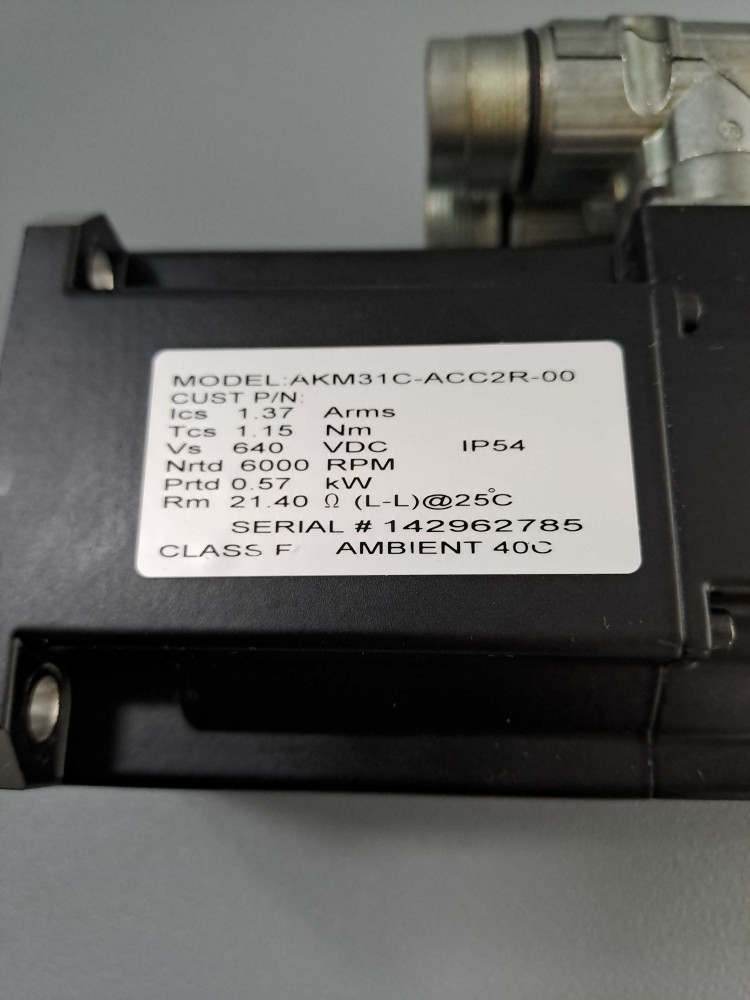 MODEL:AKM31C-ACC2R-00
CUST P/N:
Ics 1.37 Arms
Tcs 1.15 Nm
Vs 640 VDC IP54
Nrtd 6000 RPM
Prtd 0.57 kW
Rm 21.40 Ω (L-L)@25°C
SERIAL # 142962785
CLASS F AMBIENT 40C